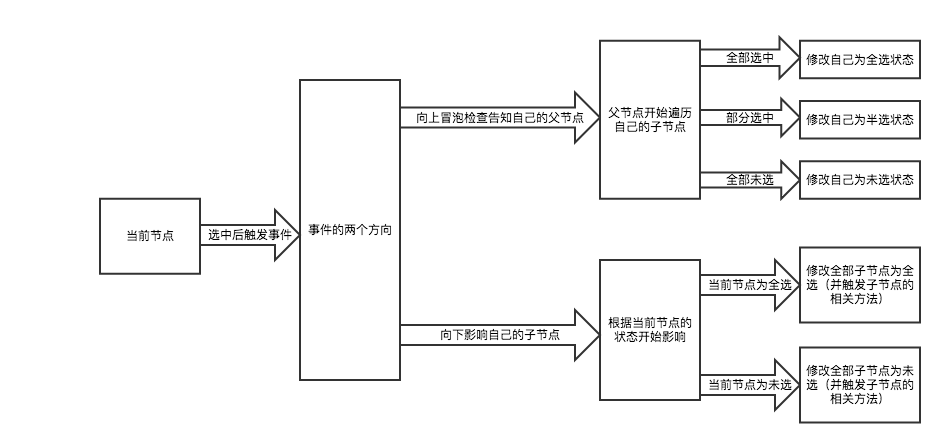 当前节点
选中后触发事件
事件的两个方向
向上冒泡检查告知自己的父节点
父节点开始遍历
自己的子节点
全部选中
修改自己为全选状态
部分选中
修改自己为半选状态
全部未选
修改自己为未选状态
向下影响自己的子节点
根据当前节点的
状态开始影响
当前节点为全选
修改全部子节点为全
选（并触发子节点的
相关方法）
当前节点为未选
修改全部子节点为未
选（并触发子节点的
相关方法）